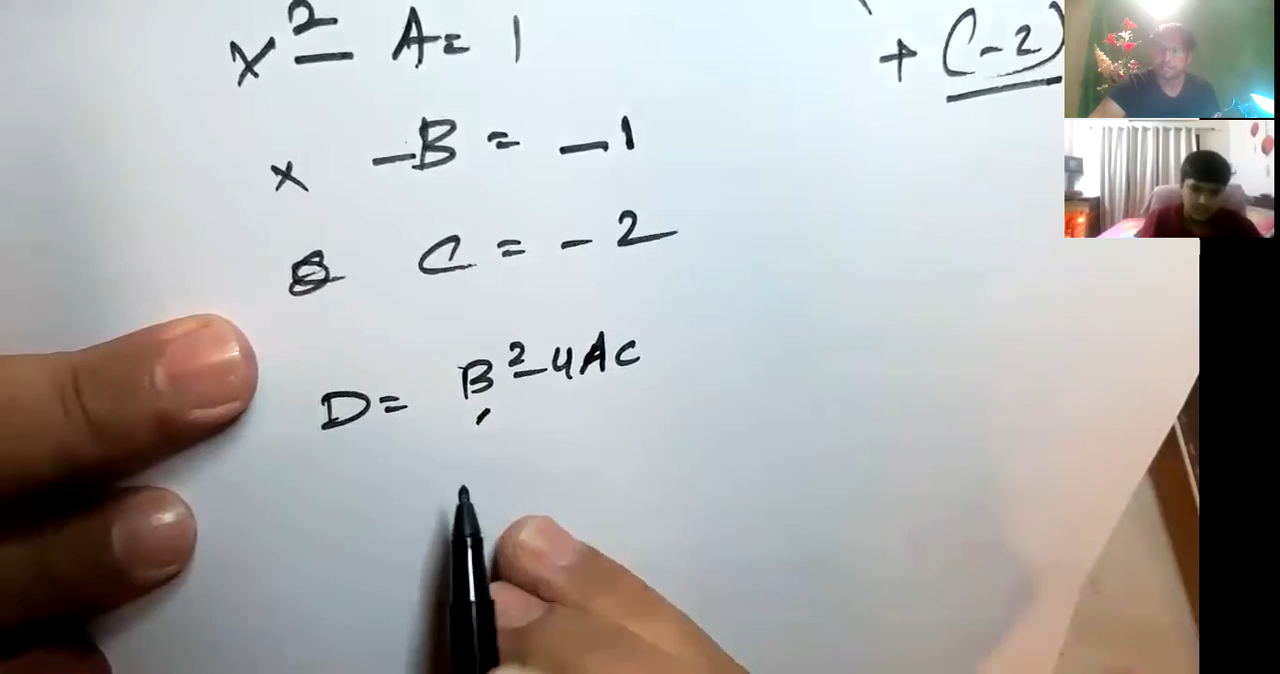 x² – A = 1
+ (-2)
x – B = – 1
C = - 2
D = B² – 4AC